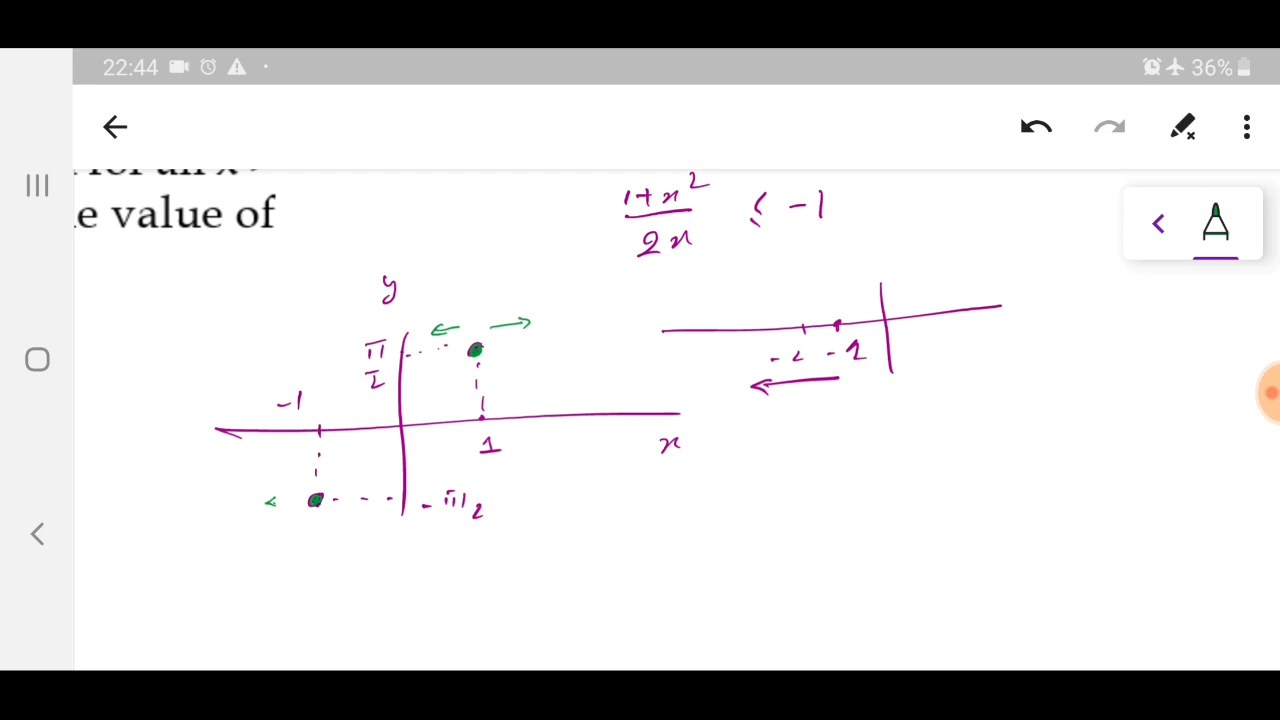 22:44 36%
e value of
1+x²
2x
≤ -1
y
π
2
-2 -1
-1
1
x
-π/2